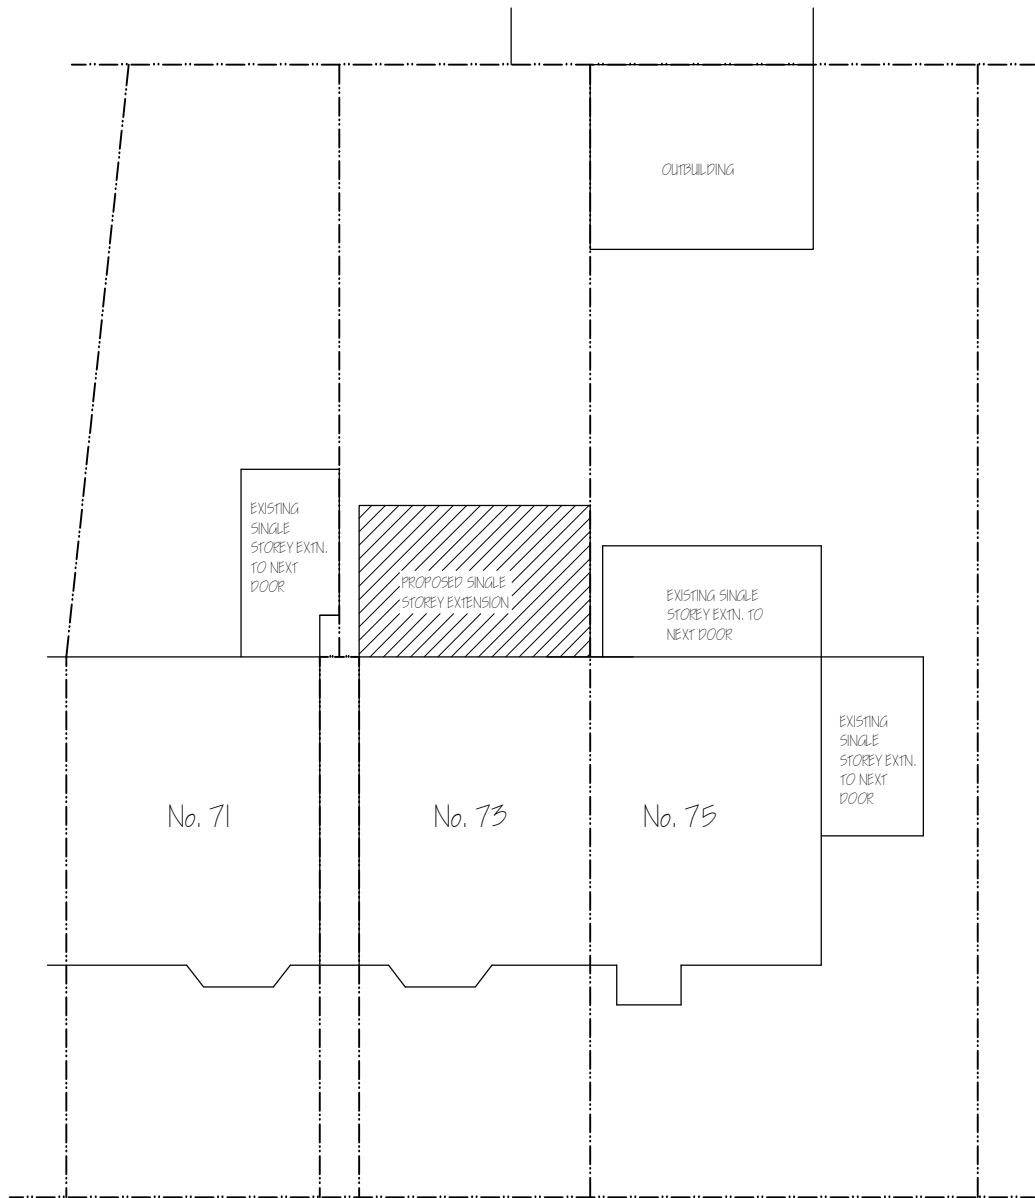 OUTBUILDING
EXISTING
SINGLE
STOREY EXTN.
TO NEXT
DOOR
PROPOSED SINGLE
STOREY EXTENSION
EXISTING SINGLE
STOREY EXTN. TO
NEXT DOOR
EXISTING
SINGLE
STOREY EXTN.
TO NEXT
DOOR
No. 71
No. 73
No. 75